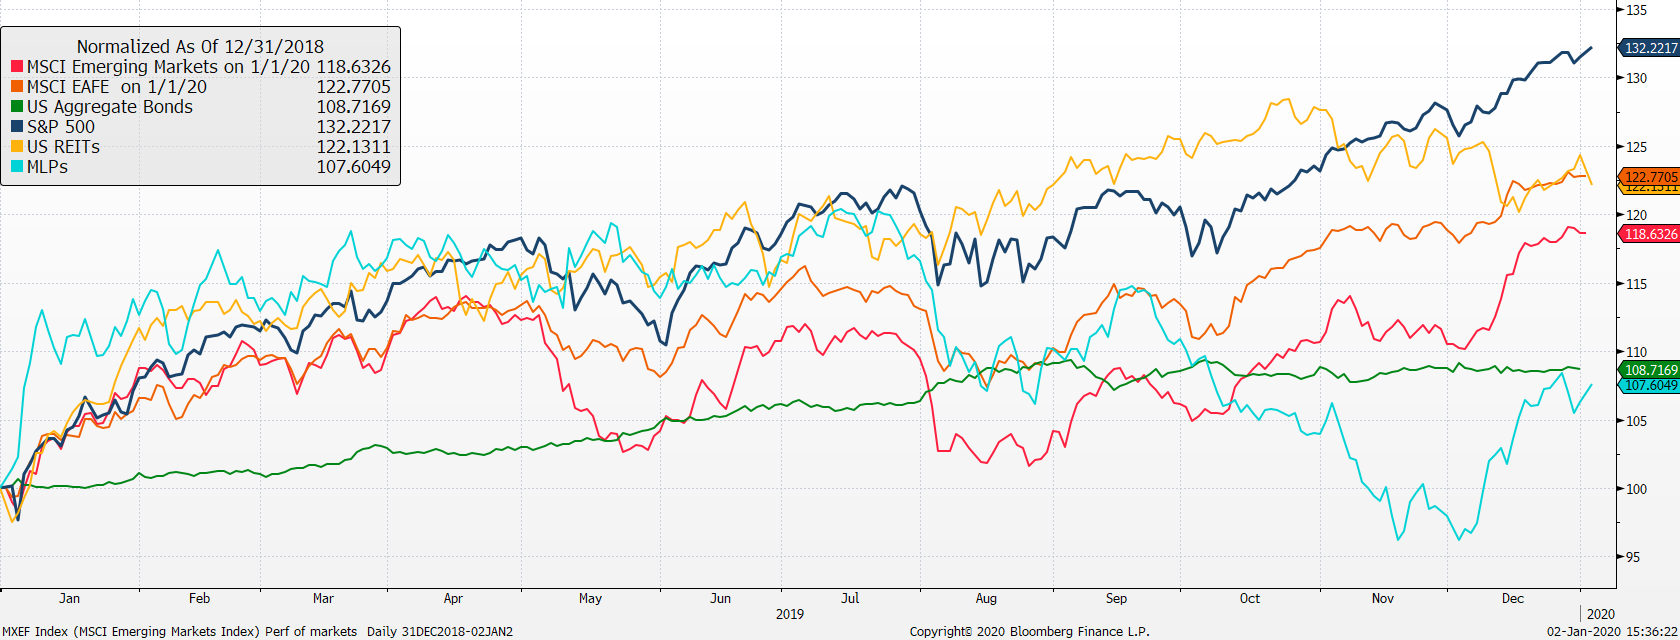 Normalized As Of 12/31/2018
MSCI Emerging Markets on 1/1/20 118.6326
MSCI EAFE on 1/1/20 122.7705
US Aggregate Bonds 108.7169
S&P 500 132.2217
US REITs 122.1311
MLPs 107.6049
135
132.2217
130
125
122.7705
122.1311
120
118.6326
115
110
108.7169
107.6049
105
100
95
Jan Feb Mar Apr May Jun Jul Aug Sep Oct Nov Dec
2019 2020
MXEF Index (MSCI Emerging Markets Index) Perf of markets Daily 31DEC2018-02JAN2 Copyright© 2020 Bloomberg Finance L.P. 02-Jan-2020 15:36:22